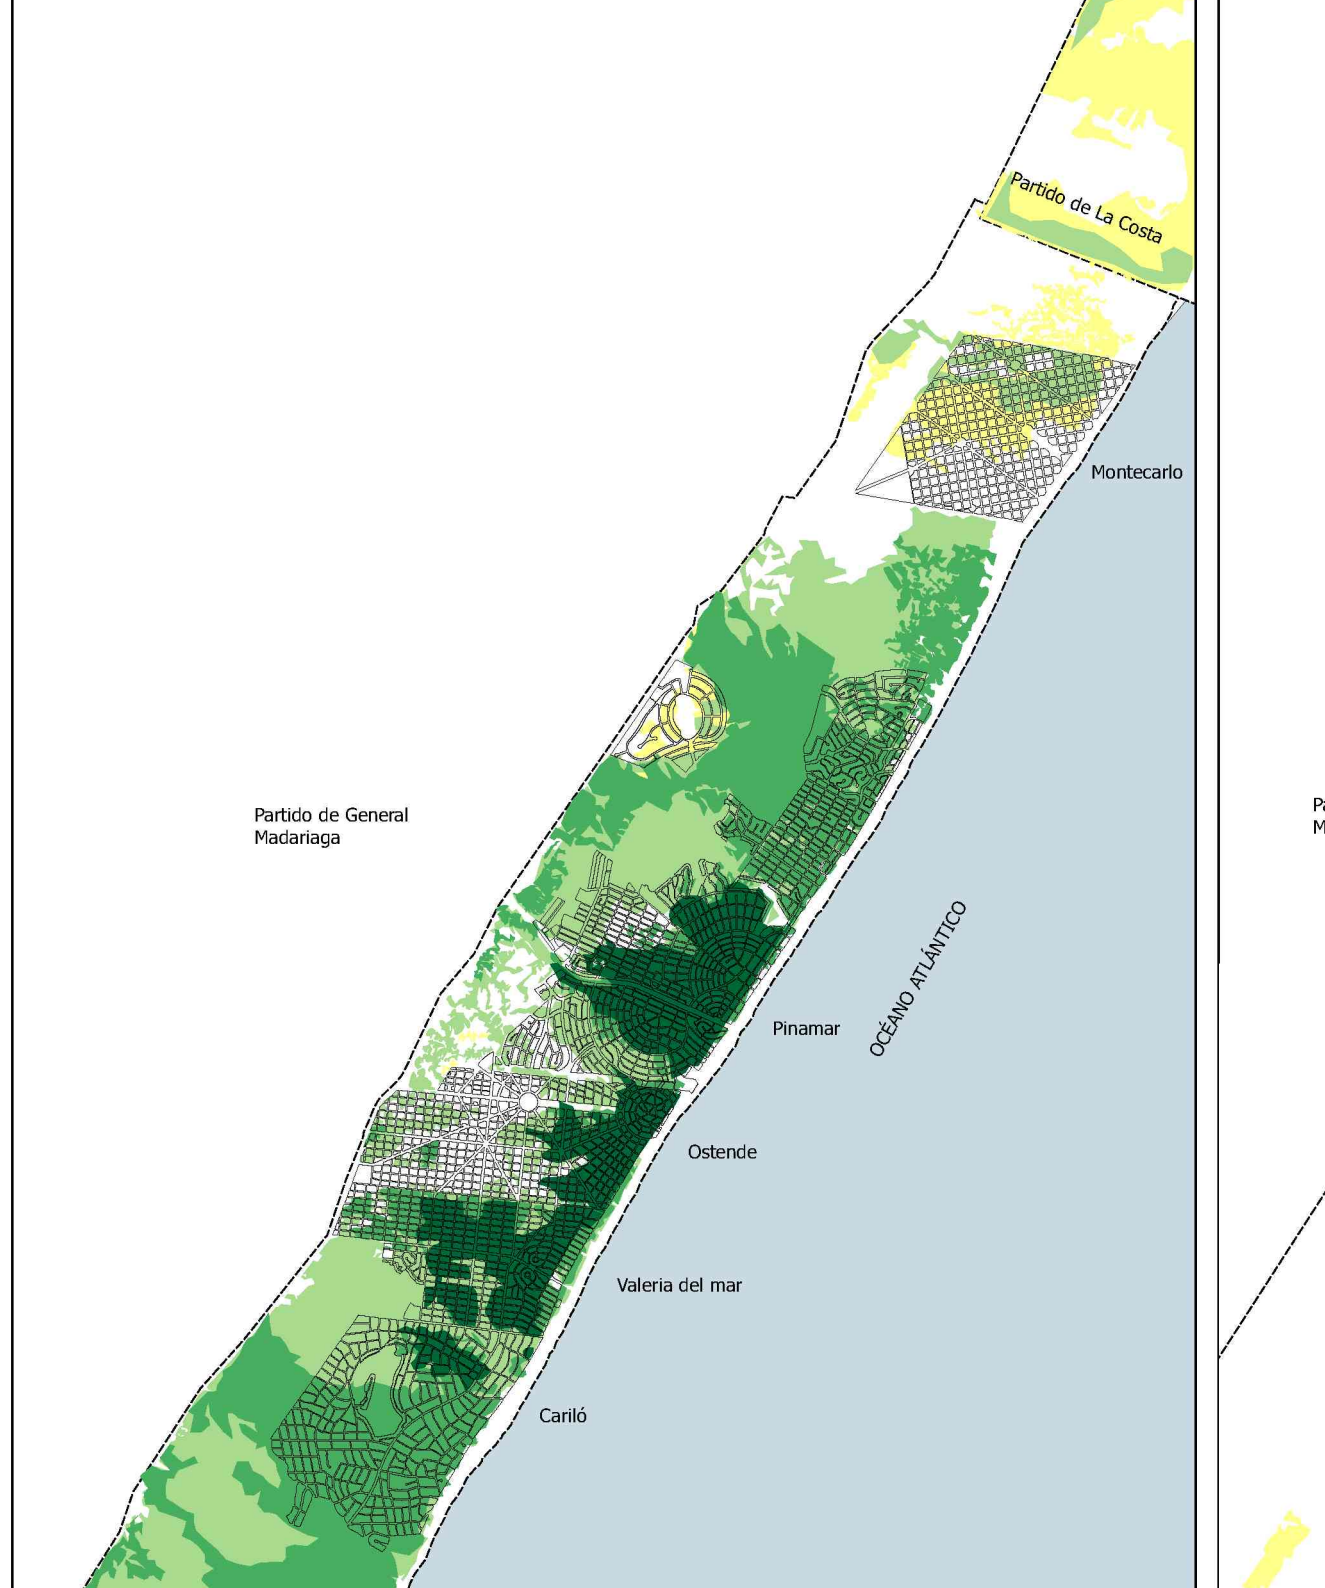 Partido de La Costa
Montecarlo
Partido de General
Madariaga
OCÉANO ATLÁNTICO
Pinamar
Ostende
Valeria del mar
Cariló